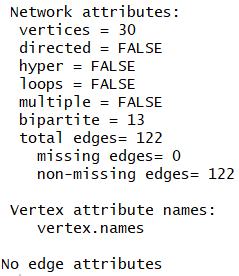 Network attributes:
vertices = 30
directed = FALSE
hyper = FALSE
loops = FALSE
multiple = FALSE
bipartite = 13
total edges= 122
missing edges= 0
non-missing edges= 122
Vertex attribute names:
vertex.names
No edge attributes